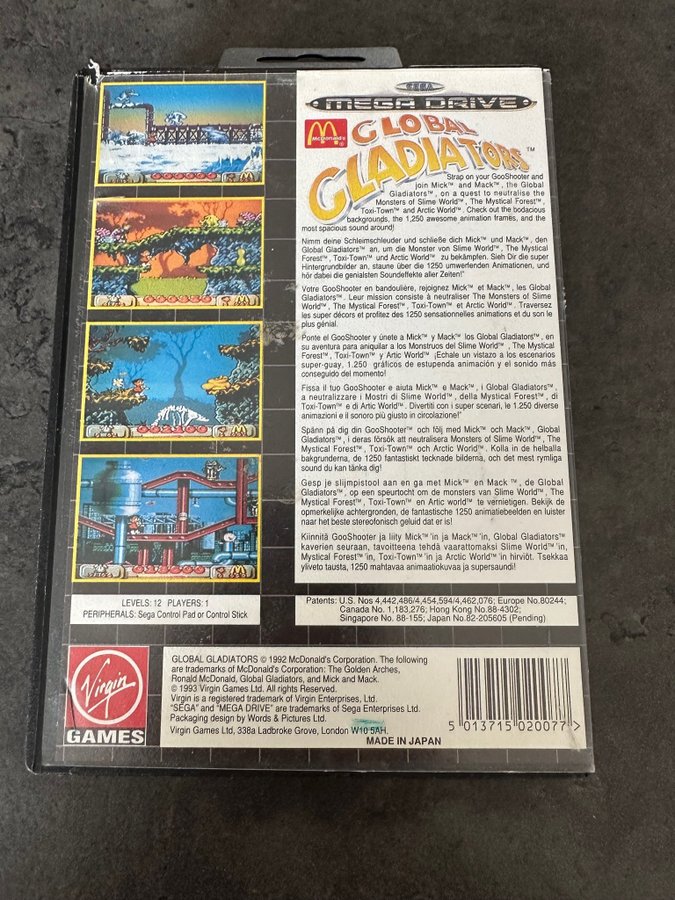 SEGA
MEGA DRIVE
McDonald's ®
GLOBAL
GLADIATORS™
Strap on your GooShooter and
join Mick™ and Mack™, the Global
Gladiators™, on a quest to neutralise the
Monsters of Slime World™, The Mystical Forest™,
Toxi-Town™ and Arctic World™. Check out the bodacious
backgrounds, the 1,250 awesome animation frames, and the
most spacious sound around!
Nimm deine Schleimschleuder und schließe dich Mick™ und Mack™, den
Global Gladiators™ an, um die Monster von Slime World™, The Mystical
Forest™, Toxi-Town™ und Arctic World™ zu bekämpfen. Sieh Dir die super
Hintergrundbilder an, staune über die 1250 umwerfenden Animationen, und
hör dabei die genialsten Soundeffekte aller Zeiten!"
Votre GooShooter en bandoulière, rejoignez Mick™ et Mack™, les Global
Gladiators™. Leur mission consiste à neutraliser The Monsters of Slime
World™, The Mystical Forest™, Toxi-Town™ et Arctic World™. Traversez
les super décors et profitez des 1250 sensationnelles animations et du son le
plus génial.
Ponte el GooShooter y únete a Mick™ y Mack™ los Global Gladiators™, en
su aventura para aniquilar a los Monstruos del Slime World™, The Mystical
Forest™, Toxi-Town™ y Artic World™ ¡Echale un vistazo a los escenarios
super-guay, 1.250 gráficos de estupenda animación y el sonido más
conseguido del momento!
Fissa il tuo GooShooter e aiuta Mick™ e Mack™, i Global Gladiators™,
a neutralizzare i Mostri di Slime World™, della Mystical Forest™, di
Toxi-Town™ e di Artic World™. Divertiti con i super scenari, le 1.250 diverse
animazioni e il sonoro più giusto in circolazione!"
Spänn på dig din GooShooter™ och följ med Mick™ och Mack™, Global
Gladiators™, i deras försök att neutralisera Monsters of Slime World™, The
Mystical Forest™, Toxi-Town™ och Arctic World™. Kolla in de helballa
bakgrunderna, de 1250 fantastiskt tecknade bilderna, och det mest rymliga
sound du kan tänka dig!
Gesp je slijmpistool aan en ga met Mick™ en Mack™, de Global
Gladiators™, op een speurtocht om de monsters van Slime World™, The
Mystical Forest™, Toxi-Town™ en Artic world™ te vernietigen. Bekijk de
opmerkelijke achtergronden, de fantastische 1250 animatiebeelden en luister
naar het beste stereofonisch geluid dat er is!
Kiinnitä GooShooter ja liity Mick™'in ja Mack™'in, Global Gladiators™
kaverien seuraan, tavoitteena tehdä vaarattomaksi Slime World™'in,
Mystical Forest™'in, Toxi-Town™'in ja Arctic World™'in hirviöt. Tsekkaa
yliveto tausta, 1250 mahtavaa animaatiokuvaa ja supersaundi!
LEVELS: 12 PLAYERS: 1
PERIPHERALS: Sega Control Pad or Control Stick
Patents: U.S. Nos 4,442,486/4,454,594/4,462,076; Europe No.80244;
Canada No. 1,183,276; Hong Kong No.88-4302;
Singapore No. 88-155; Japan No.82-205605 (Pending)
Virgin
GAMES
GLOBAL GLADIATORS © 1992 McDonald's Corporation. The following
are trademarks of McDonald's Corporation: The Golden Arches,
Ronald McDonald, Global Gladiators, and Mick and Mack.
© 1993 Virgin Games Ltd. All rights Reserved.
Virgin is a registered trademark of Virgin Enterprises, Ltd.
"SEGA" and "MEGA DRIVE" are trademarks of Sega Enterprises Ltd.
Packaging design by Words & Pictures Ltd.
Virgin Games Ltd, 338a Ladbroke Grove, London W10 5AH.
MADE IN JAPAN
5 013715 020077 >